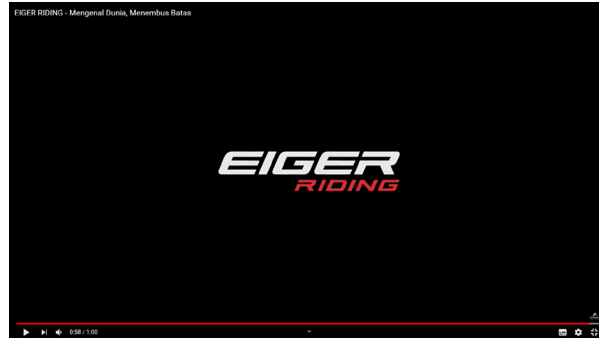 EIGER RIDING - Mengenal Dunia, Menembus Batas
EIGER
RIDING
0:58 / 1:00